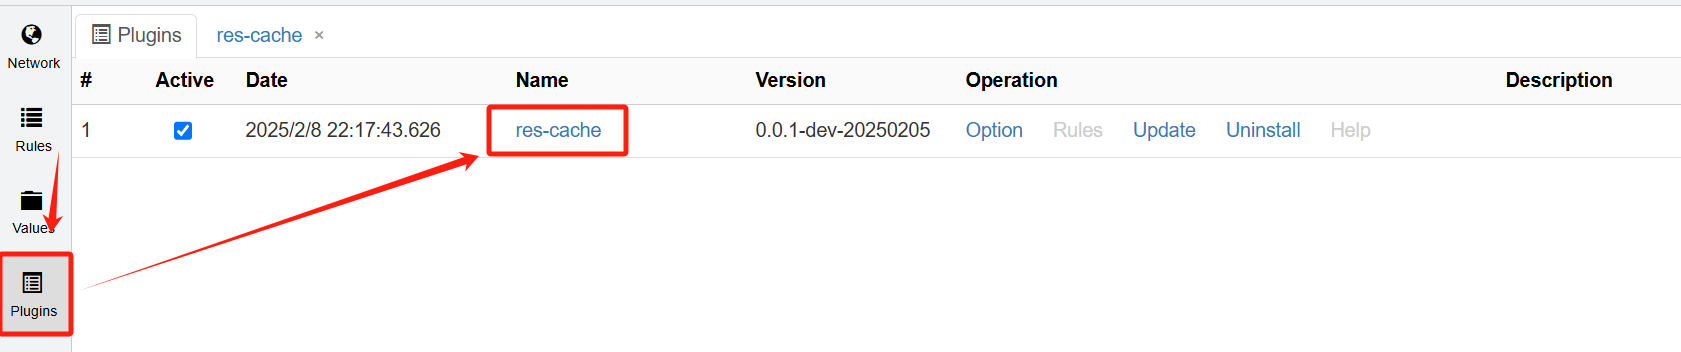 Network
Rules
Values
Plugins
Plugins res-cache ×
# Active Date Name Version Operation Description
1 2025/2/8 22:17:43.626 res-cache 0.0.1-dev-20250205 Option Rules Update Uninstall Help